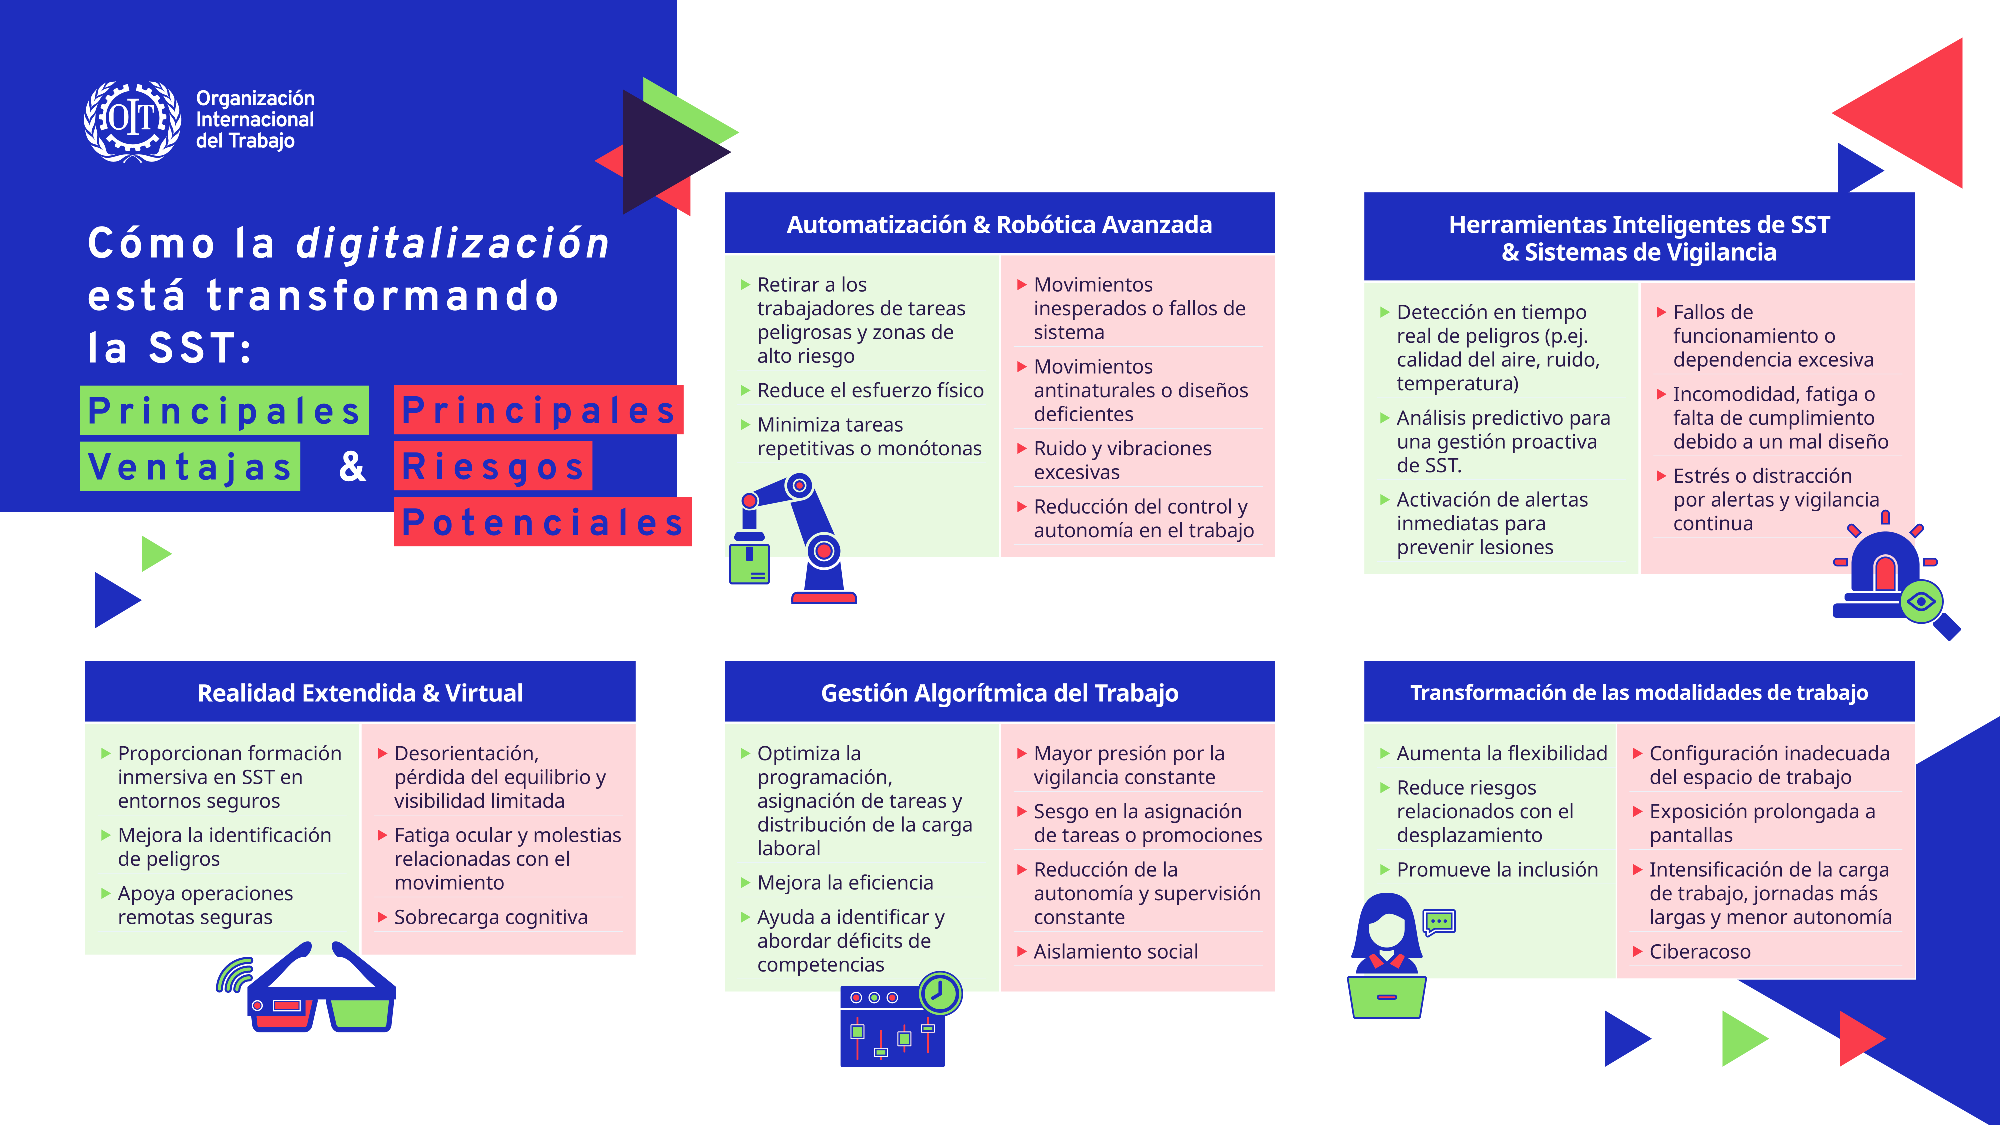 OIT
Organización
Internacional
del Trabajo
Cómo la digitalización
está transformando
la SST:
Principales
Ventajas
&
Principales
Riesgos
Potenciales
Automatización & Robótica Avanzada
Retirar a los
trabajadores de tareas
peligrosas y zonas de
alto riesgo
Reduce el esfuerzo físico
Minimiza tareas
repetitivas o monótonas
Movimientos
inesperados o fallos de
sistema
Movimientos
antinaturales o diseños
deficientes
Ruido y vibraciones
excesivas
Reducción del control y
autonomía en el trabajo
Herramientas Inteligentes de SST
& Sistemas de Vigilancia
Detección en tiempo
real de peligros (p.ej.
calidad del aire, ruido,
temperatura)
Análisis predictivo para
una gestión proactiva
de SST.
Activación de alertas
inmediatas para
prevenir lesiones
Fallos de
funcionamiento o
dependencia excesiva
Incomodidad, fatiga o
falta de cumplimiento
debido a un mal diseño
Estrés o distracción
por alertas y vigilancia
continua
Realidad Extendida & Virtual
Proporcionan formación
inmersiva en SST en
entornos seguros
Mejora la identificación
de peligros
Apoya operaciones
remotas seguras
Desorientación,
pérdida del equilibrio y
visibilidad limitada
Fatiga ocular y molestias
relacionadas con el
movimiento
Sobrecarga cognitiva
Gestión Algorítmica del Trabajo
Optimiza la
programación,
asignación de tareas y
distribución de la carga
laboral
Mejora la eficiencia
Ayuda a identificar y
abordar déficits de
competencias
Mayor presión por la
vigilancia constante
Sesgo en la asignación
de tareas o promociones
Reducción de la
autonomía y supervisión
constante
Aislamiento social
Transformación de las modalidades de trabajo
Aumenta la flexibilidad
Reduce riesgos
relacionados con el
desplazamiento
Promueve la inclusión
Configuración inadecuada
del espacio de trabajo
Exposición prolongada a
pantallas
Intensificación de la carga
de trabajo, jornadas más
largas y menor autonomía
Ciberacoso